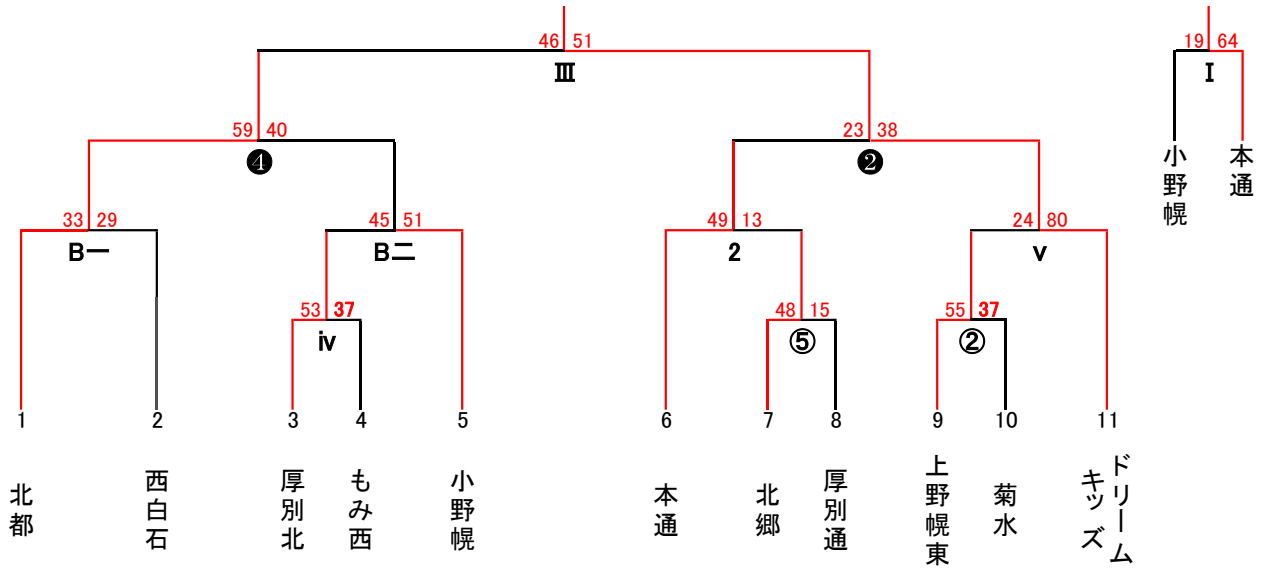 46 51
Ⅲ
19 64
Ⅰ
小野幌
本通
59 40
❹
23 38
❷
33 29
B一
45 51
B二
49 13
2
24 80
ⅴ
53 37
ⅳ
48 15
⑤
55 37
②
1 2 3 4 5 6 7 8 9 10 11
北都
西白石
厚別北
もみ西
小野幌
本通
北郷
厚別通
上野幌東
菊水
ドリーム
キッズ